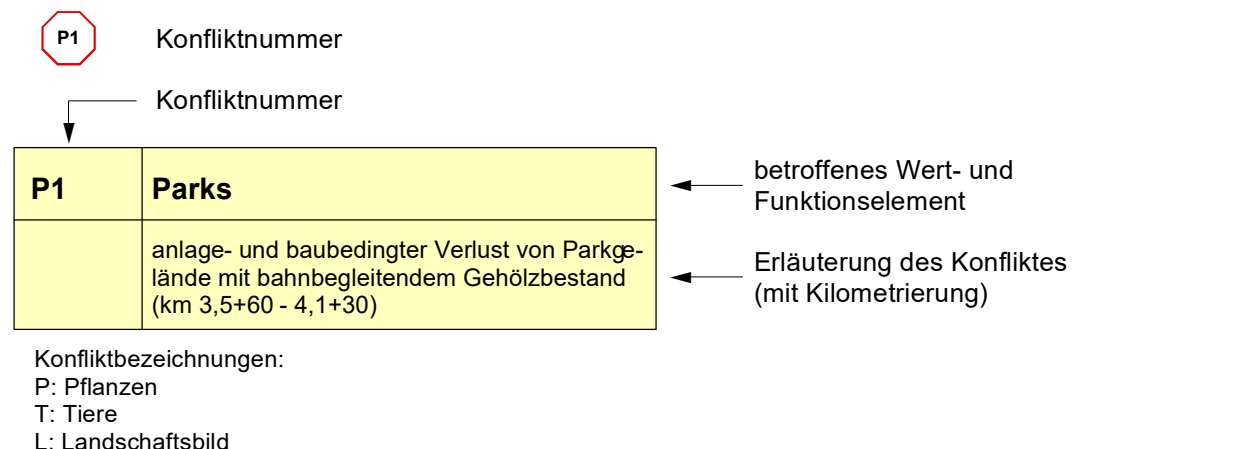 P1 Konfliktnummer
Konfliktnummer
P1 Parks
betroffenes Wert- und
Funktionselement
anlage- und baubedingter Verlust von Parkge-
lände mit bahnbegleitendem Gehölzbestand
(km 3,5+60 - 4,1+30)
Erläuterung des Konfliktes
(mit Kilometrierung)
Konfliktbezeichnungen:
P: Pflanzen
T: Tiere
L: Landschaftsbild